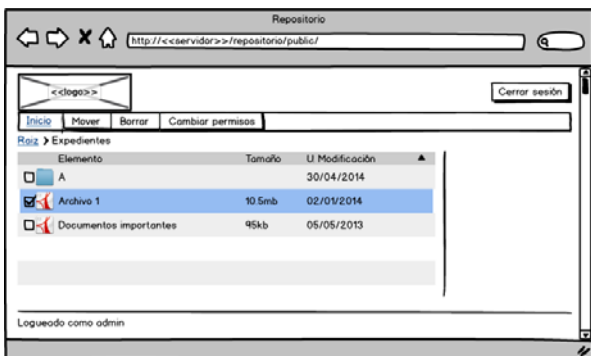 Repositorio
http://<<servidor>>/repositorio/public/
<<logo>>
Cerrar sesión
Inicio Mover Borrar Cambiar permisos
Raiz > Expedientes
Elemento Tamaño U Modificación
A 30/04/2014
Archivo 1 10.5mb 02/01/2014
Documentos importantes 95kb 05/05/2013
Logueado como admin